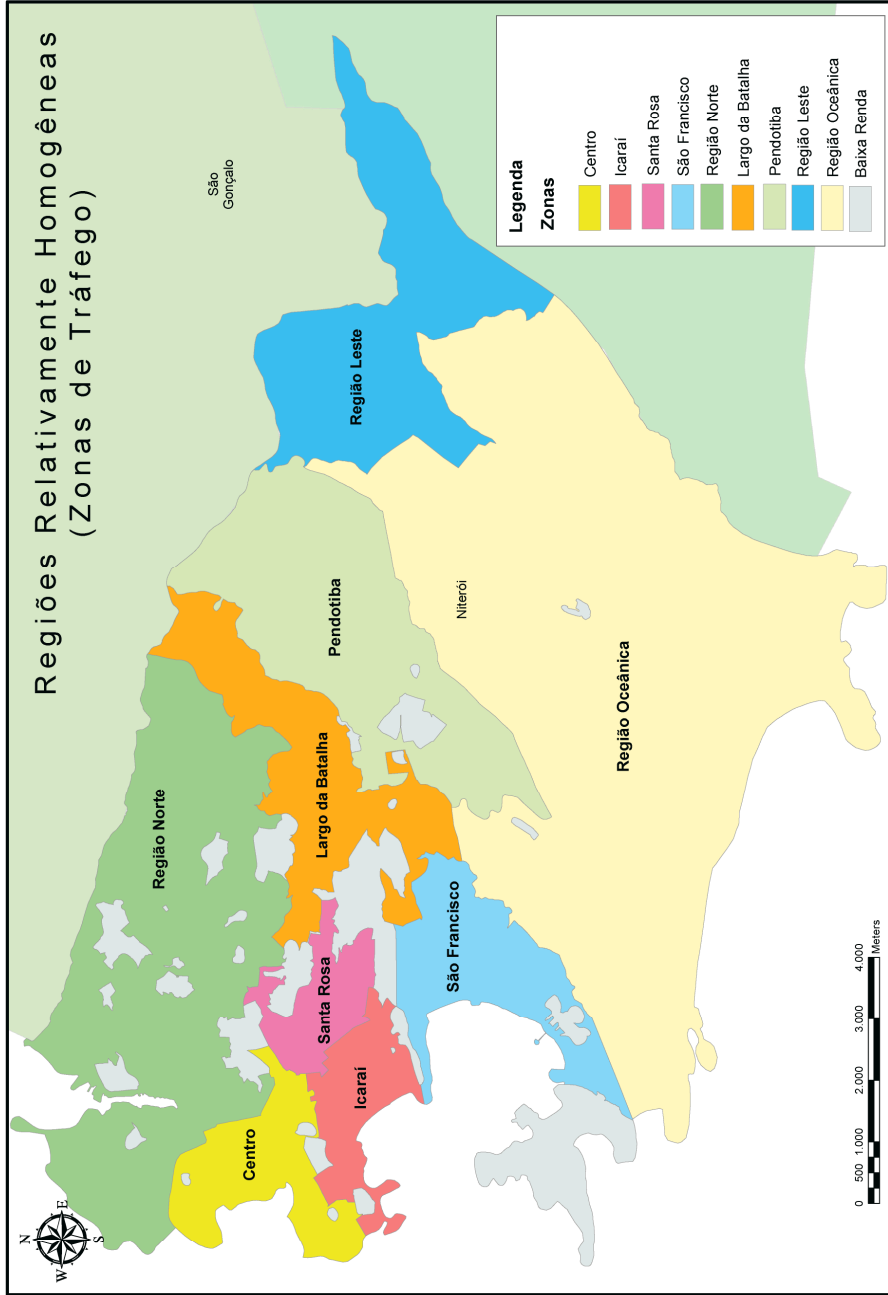 Regiões Relativamente Homogêneas
(Zonas de Tráfego)
N
W
E
S
São
Gonçalo
Região Norte
Região Leste
Pendotiba
Largo da Batalha
Centro
Santa Rosa
Icaraí
São Francisco
Niterói
Região Oceânica
Legenda
Zonas
Centro
Icaraí
Santa Rosa
São Francisco
Região Norte
Largo da Batalha
Pendotiba
Região Leste
Região Oceânica
Baixa Renda
0 500 1.000 2.000 3.000 4.000
Meters